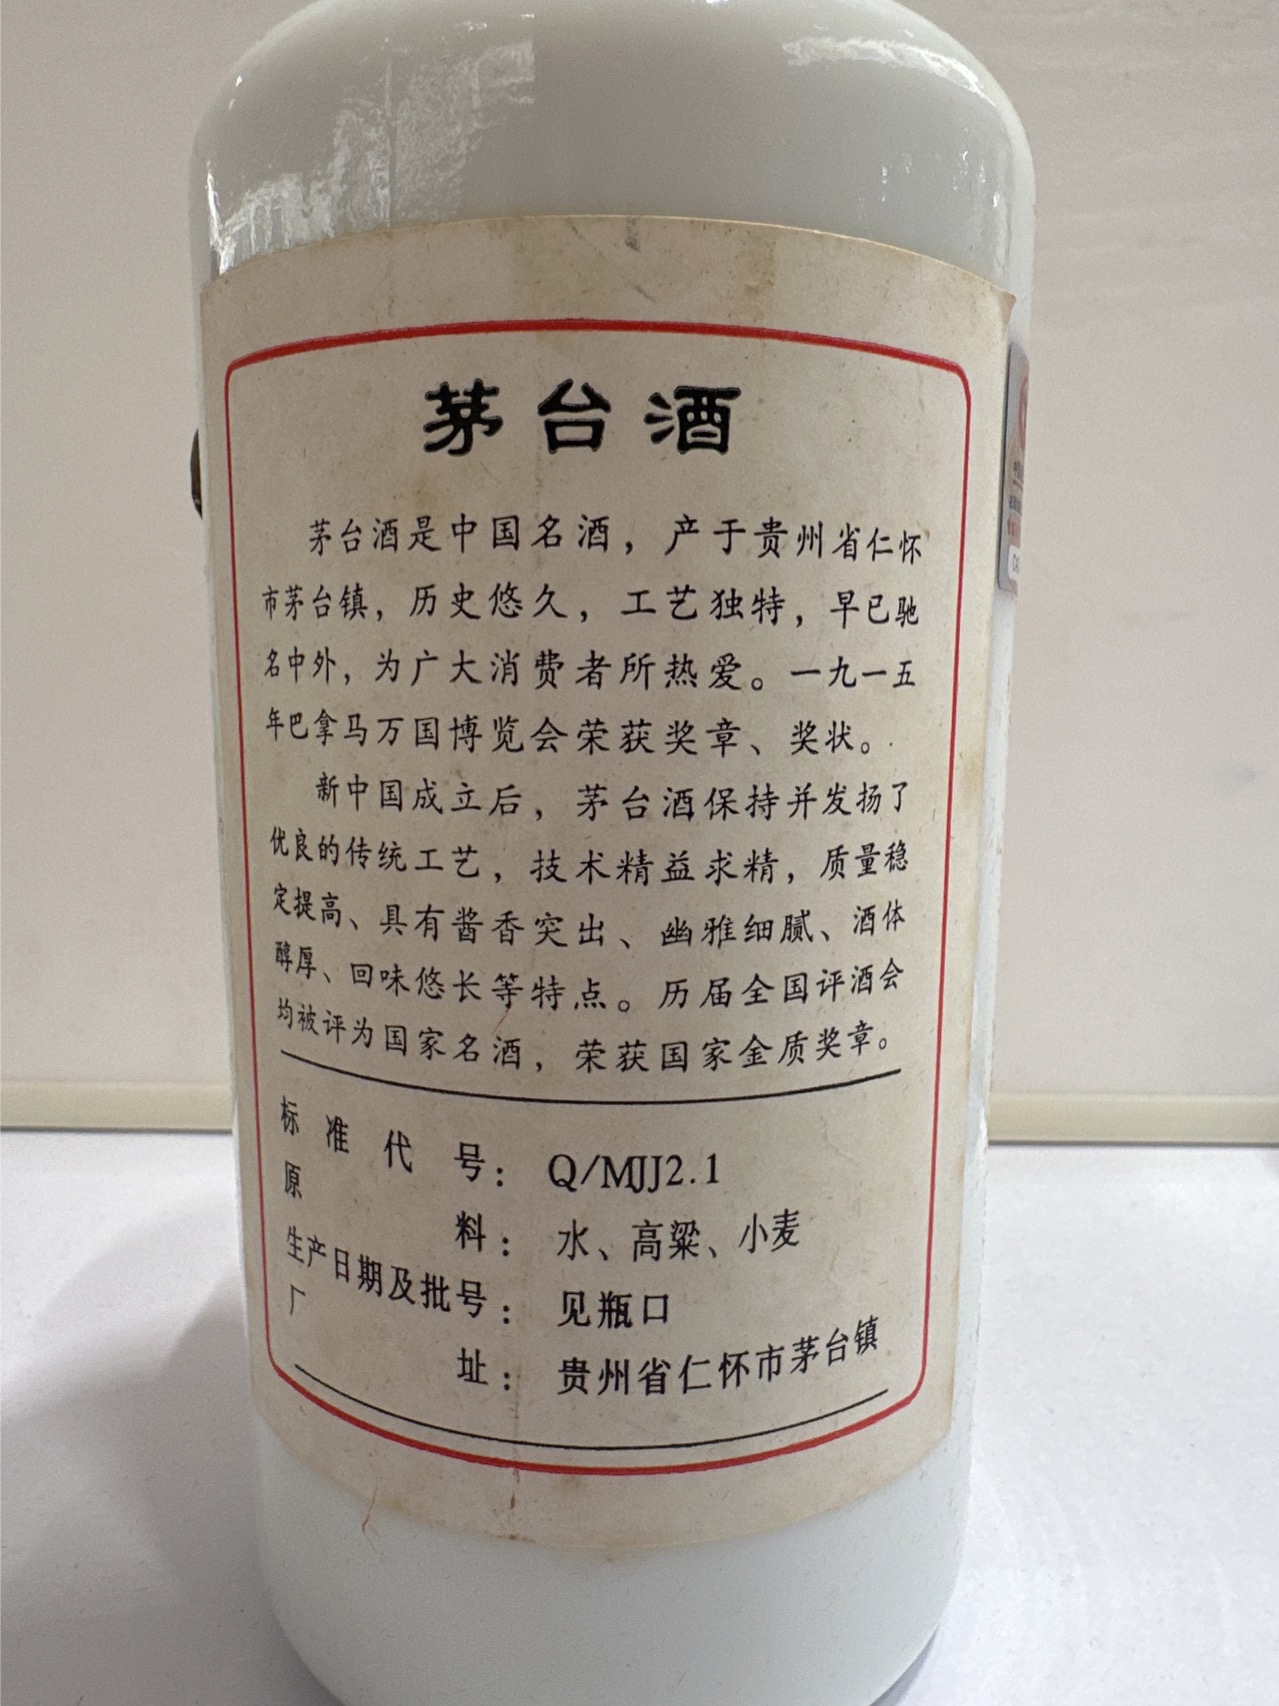 茅台酒
茅台酒是中国名酒，产于贵州省仁怀
市茅台镇，历史悠久，工艺独特，早已驰
名中外，为广大消费者所热爱。一九一五
年巴拿马万国博览会荣获奖章、奖状。
新中国成立后，茅台酒保持并发扬了
优良的传统工艺，技术精益求精，质量稳
定提高、具有酱香突出、幽雅细腻、酒体
醇厚、回味悠长等特点。历届全国评酒会
均被评为国家名酒，荣获国家金质奖章。
标准代号：Q/MJJ2.1
原料：水、高粱、小麦
生产日期及批号：见瓶口
厂址：贵州省仁怀市茅台镇